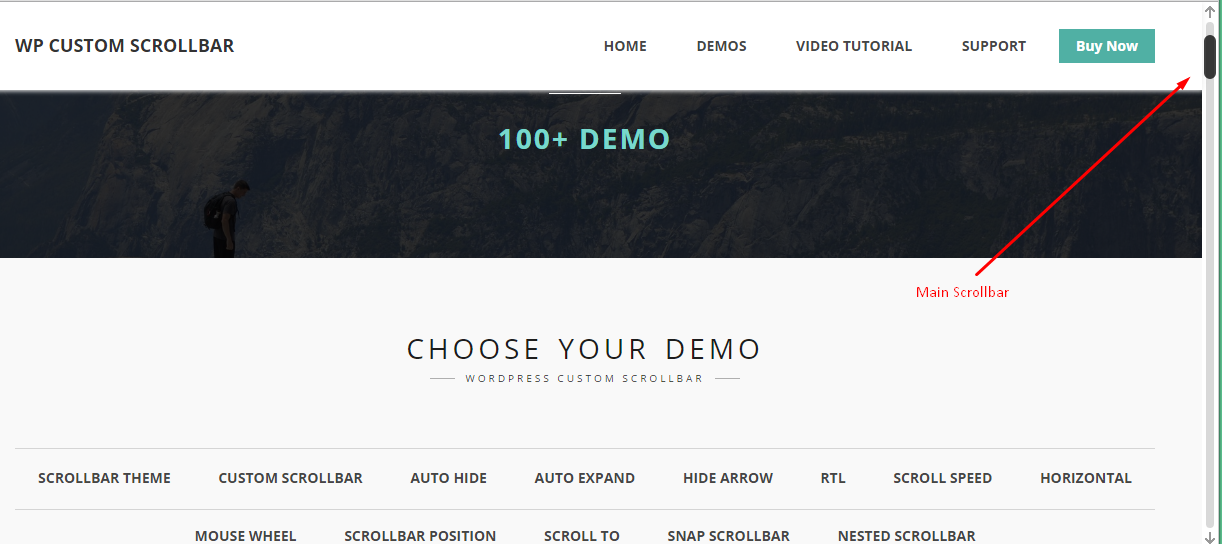 WP CUSTOM SCROLLBAR HOME DEMOS VIDEO TUTORIAL SUPPORT Buy Now
100+ DEMO
Main Scrollbar
CHOOSE YOUR DEMO
WORDPRESS CUSTOM SCROLLBAR
SCROLLBAR THEME CUSTOM SCROLLBAR AUTO HIDE AUTO EXPAND HIDE ARROW RTL SCROLL SPEED HORIZONTAL
MOUSE WHEEL SCROLLBAR POSITION SCROLL TO SNAP SCROLLBAR NESTED SCROLLBAR